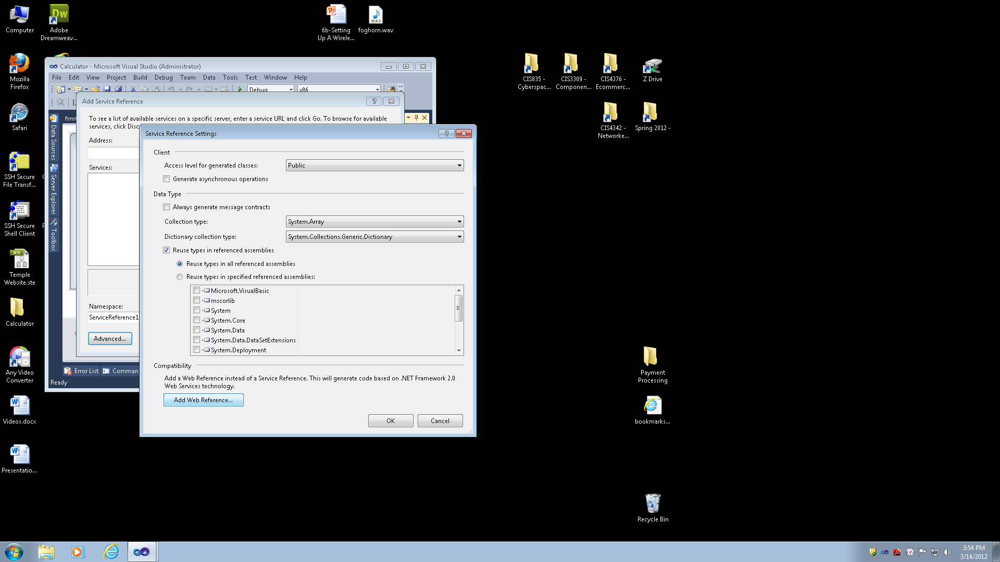 Computer
Adobe
Dreamweav...
6b-Setting
Up A Wirele...
foghorn.wav
Mozilla
Firefox
Safari
SSH Secure
File Transf...
SSH Secure
Shell Client
Temple
Website.ste
Calculator
Any Video
Converter
Videos.docx
Presentatio...
CIS835 -
Cyberspac...
CIS3309 -
Componen...
CIS4376 -
Ecommerc...
Z Drive
CIS4342 -
Networke...
Spring 2012 -
Payment
Processing
bookmarks...
Recycle Bin
Calculator - Microsoft Visual Studio (Administrator)
File Edit View Project Build Debug Team Data Tools Test Window Help
Debug x86
Data Sources
Server Explorer
Toolbox
Error List
Comman
Ready
Add Service Reference
To see a list of available services on a specific server, enter a service URL and click Go. To browse for available
services, click Disc
Address:
Services:
Namespace:
ServiceReference1
Advanced...
Service Reference Settings
Client
Access level for generated classes: Public
Generate asynchronous operations
Data Type
Always generate message contracts
Collection type: System.Array
Dictionary collection type: System.Collections.Generic.Dictionary
Reuse types in referenced assemblies
Reuse types in all referenced assemblies
Reuse types in specified referenced assemblies:
Microsoft.VisualBasic
mscorlib
System
System.Core
System.Data
System.Data.DataSetExtensions
System.Deployment
Compatibility
Add a Web Reference instead of a Service Reference. This will generate code based on .NET Framework 2.0
Web Services technology.
Add Web Reference...
OK Cancel
3:54 PM
3/14/2012